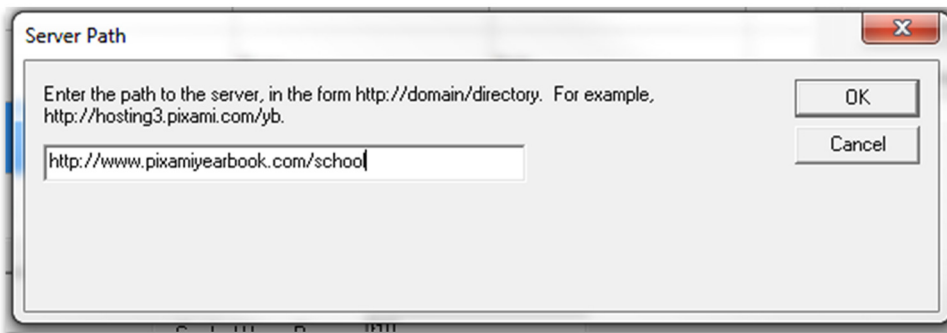 Server Path
Enter the path to the server, in the form http://domain/directory. For example,
http://hosting3.pixami.com/yb.
OK
http://www.pixamiyearbook.com/school
Cancel